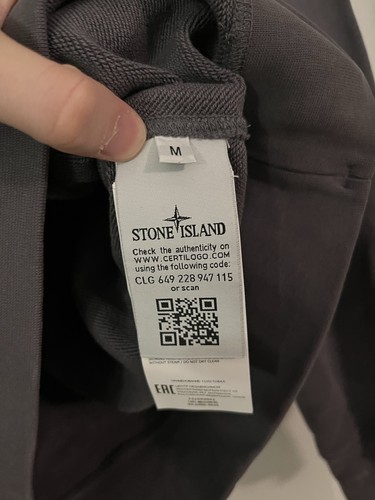 M
STONE ISLAND
Check the authenticity on
WWW.CERTILOGO.COM
using the following code:
CLG 649 228 947 115
or scan
EAC